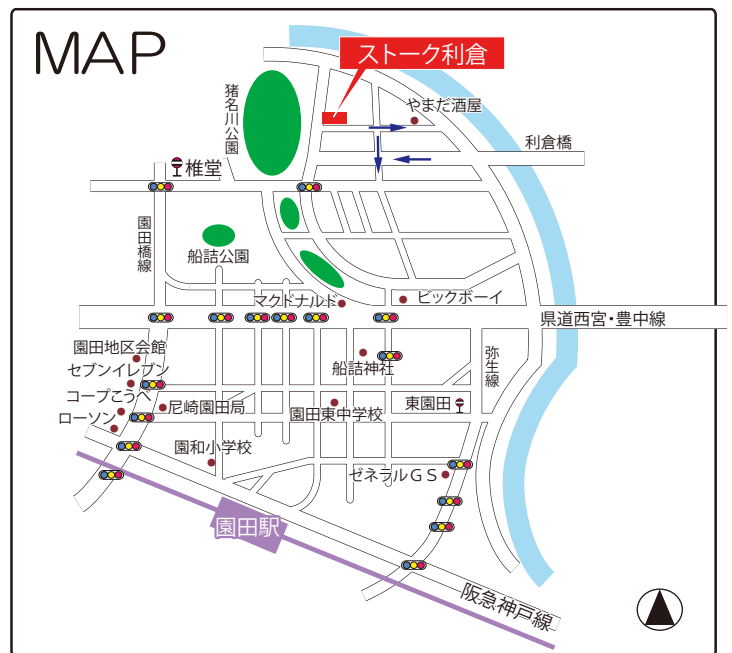 MAP
ストーク利倉
猪名川公園
やまだ酒屋
利倉橋
椎堂
園田橋線
船詰公園
マクドナルド
ビックボーイ
県道西宮・豊中線
園田地区会館
セブンイレブン
コープこうべ
ローソン
尼崎園田局
船詰神社
弥生線
園田東中学校
東園田
園和小学校
ゼネラルGS
園田駅
阪急神戸線